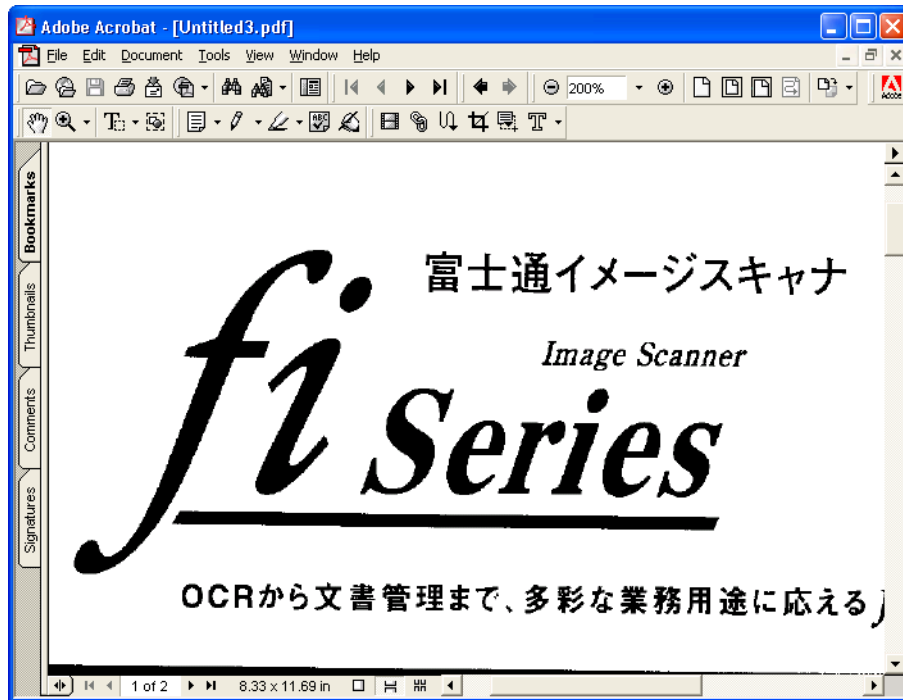 Adobe Acrobat - [Untitled3.pdf]
File Edit Document Tools View Window Help
200%
Adobe
Bookmarks
Thumbnails
Comments
Signatures
富士通イメージスキャナ
Image Scanner
fi Series
OCRから文書管理まで、多彩な業務用途に応える
1 of 2 8.33 x 11.69 in